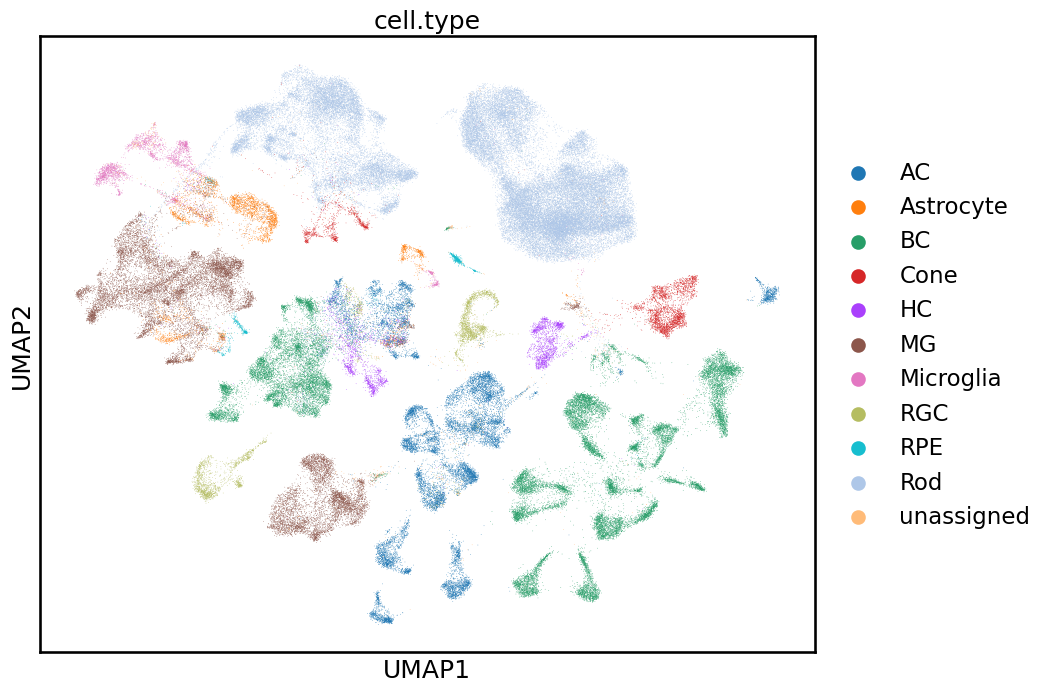 cell.type
UMAP2
UMAP1
AC
Astrocyte
BC
Cone
HC
MG
Microglia
RGC
RPE
Rod
unassigned